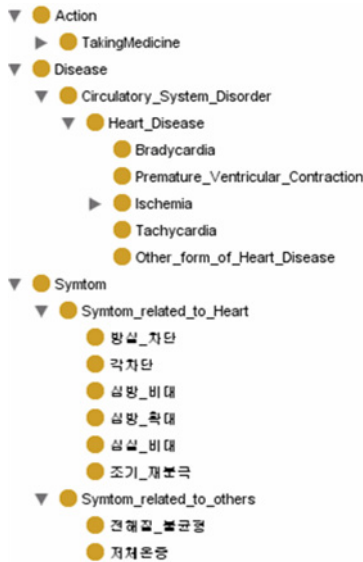 Action
TakingMedicine
Disease
Circulatory_System_Disorder
Heart_Disease
Bradycardia
Premature_Ventricular_Contraction
Ischemia
Tachycardia
Other_form_of_Heart_Disease
Symtom
Symtom_related_to_Heart
방실_차단
각차단
심방_비대
심방_확대
심실_비대
조기_재분극
Symtom_related_to_others
전해질_불균형
저체온증